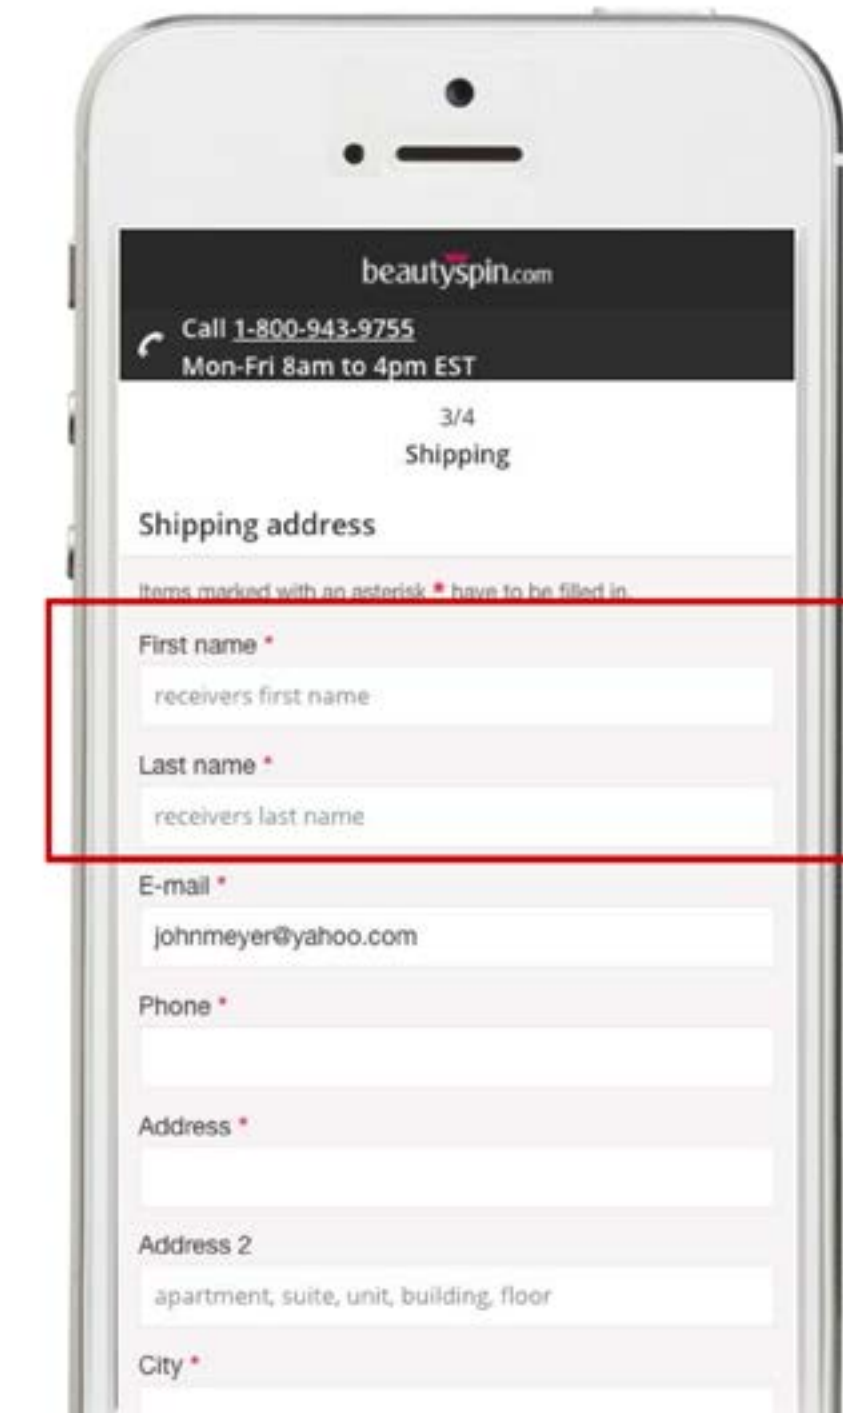 beautyspin.com
Call 1-800-943-9755
Mon-Fri 8am to 4pm EST
3/4
Shipping
Shipping address
Items marked with an asterisk * have to be filled in.
First name *
receivers first name
Last name *
receivers last name
E-mail *
johnmeyer@yahoo.com
Phone *
Address *
Address 2
apartment, suite, unit, building, floor
City *